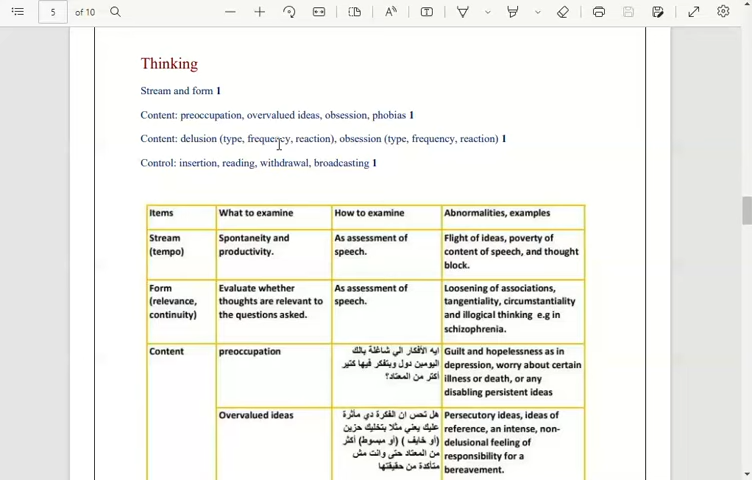 5 of 10
Thinking
Stream and form 1
Content: preoccupation, overvalued ideas, obsession, phobias 1
Content: delusion (type, frequency, reaction), obsession (type, frequency, reaction) 1
Control: insertion, reading, withdrawal, broadcasting 1
Items What to examine How to examine Abnormalities, examples
Stream Spontaneity and As assessment of Flight of ideas, poverty of
(tempo) productivity. speech. content of speech, and thought
block.
Form Evaluate whether As assessment of Loosening of associations,
(relevance, thoughts are relevant to speech. tangentiality, circumstantiality
continuity) the questions asked. and illogical thinking e.g in
schizophrenia.
Content preoccupation ايه الأفكار الي شاغلة بالك Guilt and hopelessness as in
اليومين دول وبتفكر فيها كتير depression, worry about certain
أكتر من المعتاد؟ illness or death, or any
disabling persistent ideas
Overvalued ideas هل تحس ان الفكرة دي مأثرة Persecutory ideas, ideas of
عليك يعني مثلا بتخليك حزين reference, an intense, non-
(أو خايف ) (أو مبسوط) أكثر delusional feeling of
من المعتاد حتى وانت مش responsibility for a
متأكدة من حقيقتها bereavement.